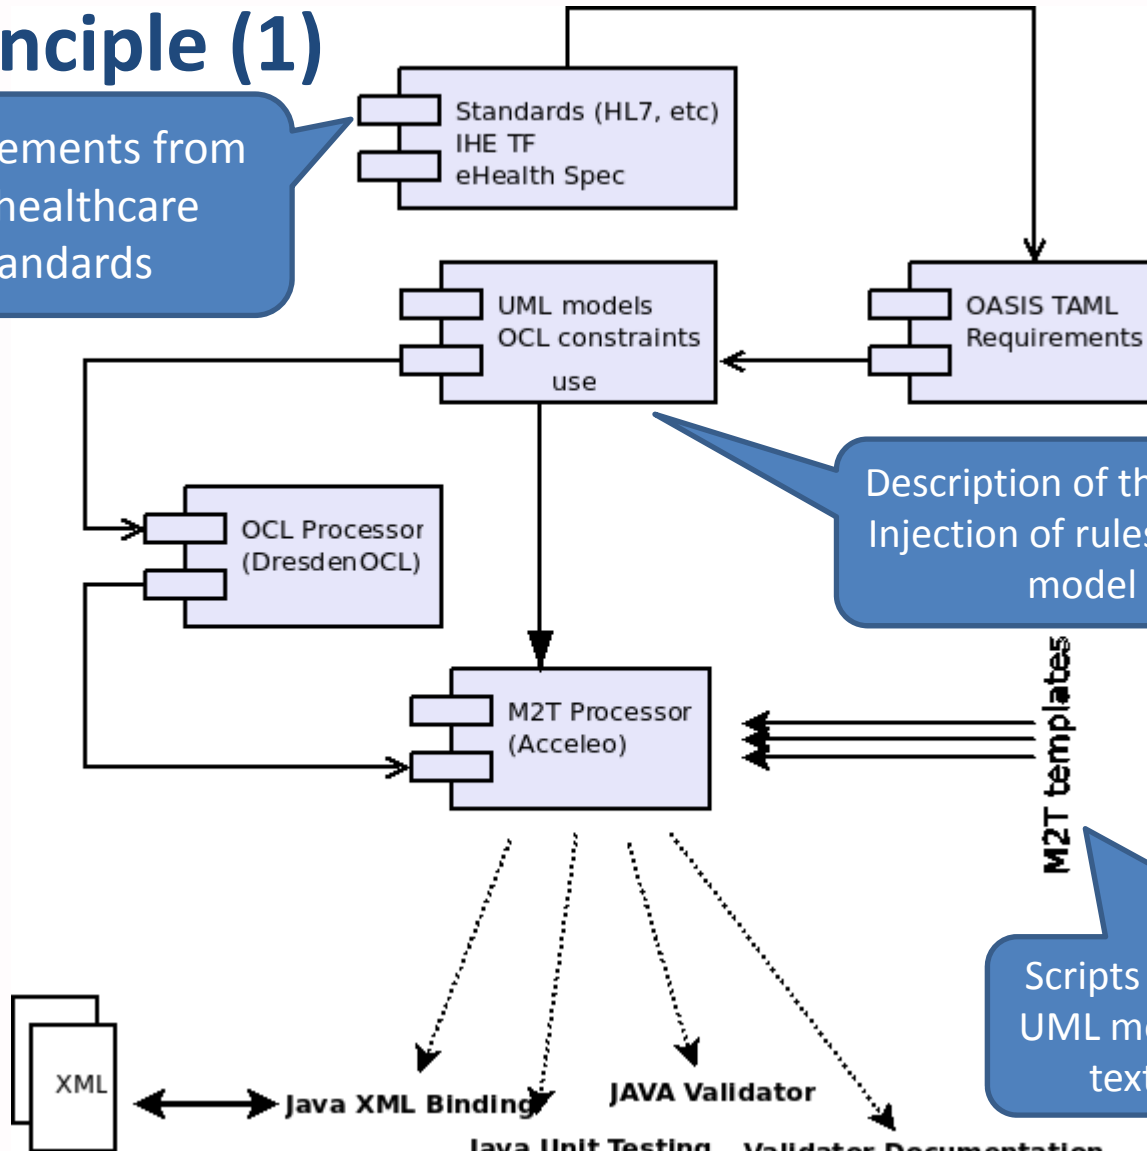 nciple (1)
Standards (HL7, etc)
IHE TF
eHealth Spec
ements from
healthcare
andards
UML models
OCL constraints
use
OASIS TAML
Requirements
Description of th
Injection of rules
model
OCL Processor
(DresdenOCL)
M2T Processor
(Acceleo)
M2T templates
Scripts
UML mo
text
XML
Java XML Binding
JAVA Validator
Java Unit Testing
Validator Documentation